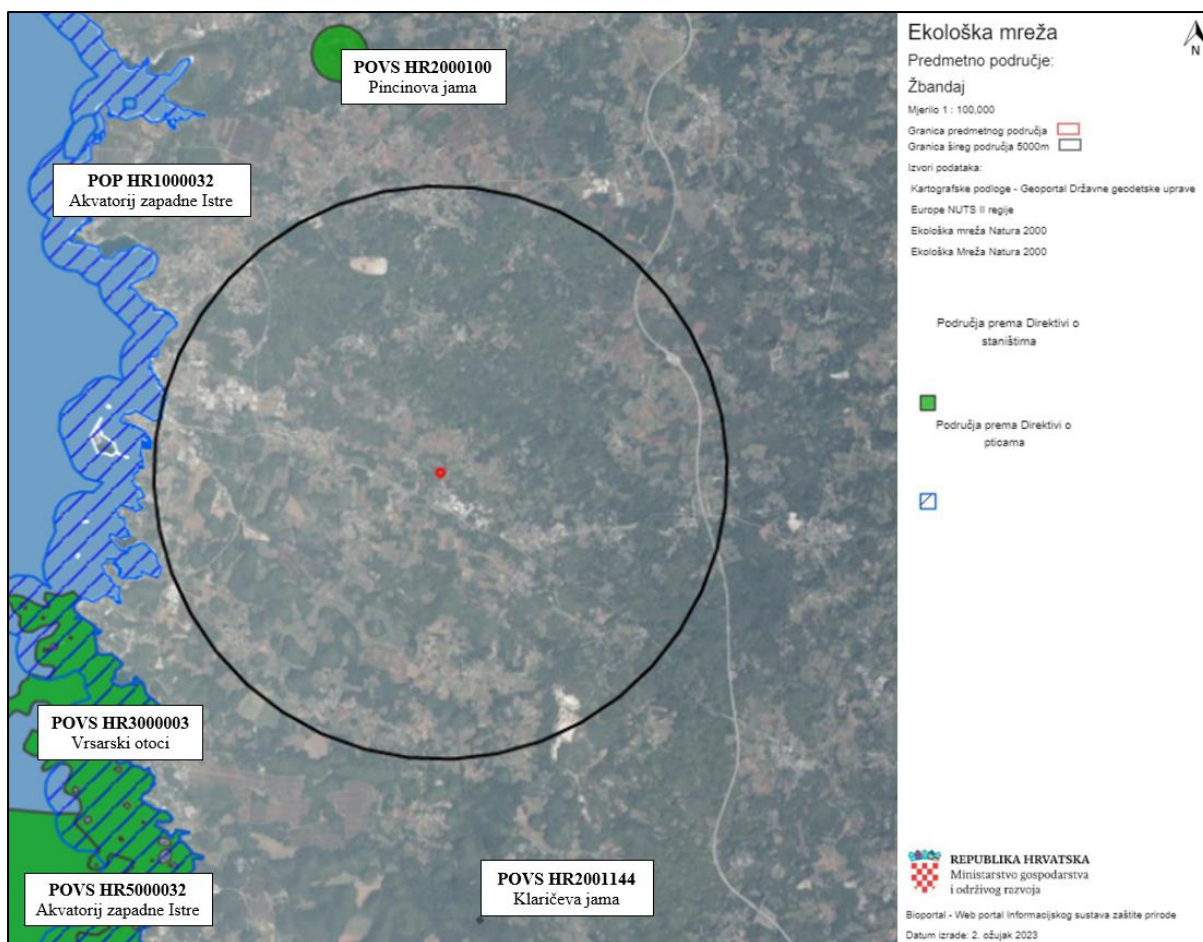 POVS HR2000100
Pincinova jama
POP HR1000032
Akvatorij zapadne Istre
POVS HR3000003
Vrsarski otoci
POVS HR5000032
Akvatorij zapadne Istre
POVS HR2001144
Klaričeva jama
Ekološka mreža
N
Predmetno područje:
Žbandaj
Mjerilo 1 : 100,000
Granica predmetnog područja
Granica šireg područja 5000m
Izvori podataka:
Kartografske podloge - Geoportal Državne geodetske uprave
Europe NUTS II regije
Ekološka mreža Natura 2000
Ekološka Mreža Natura 2000
Područja prema Direktivi o
staništima
Područja prema Direktivi o
pticama
REPUBLIKA HRVATSKA
Ministarstvo gospodarstva
i održivog razvoja
Bioportal - Web portal Informacijskog sustava zaštite prirode
Datum izrade: 2. ožujak 2023